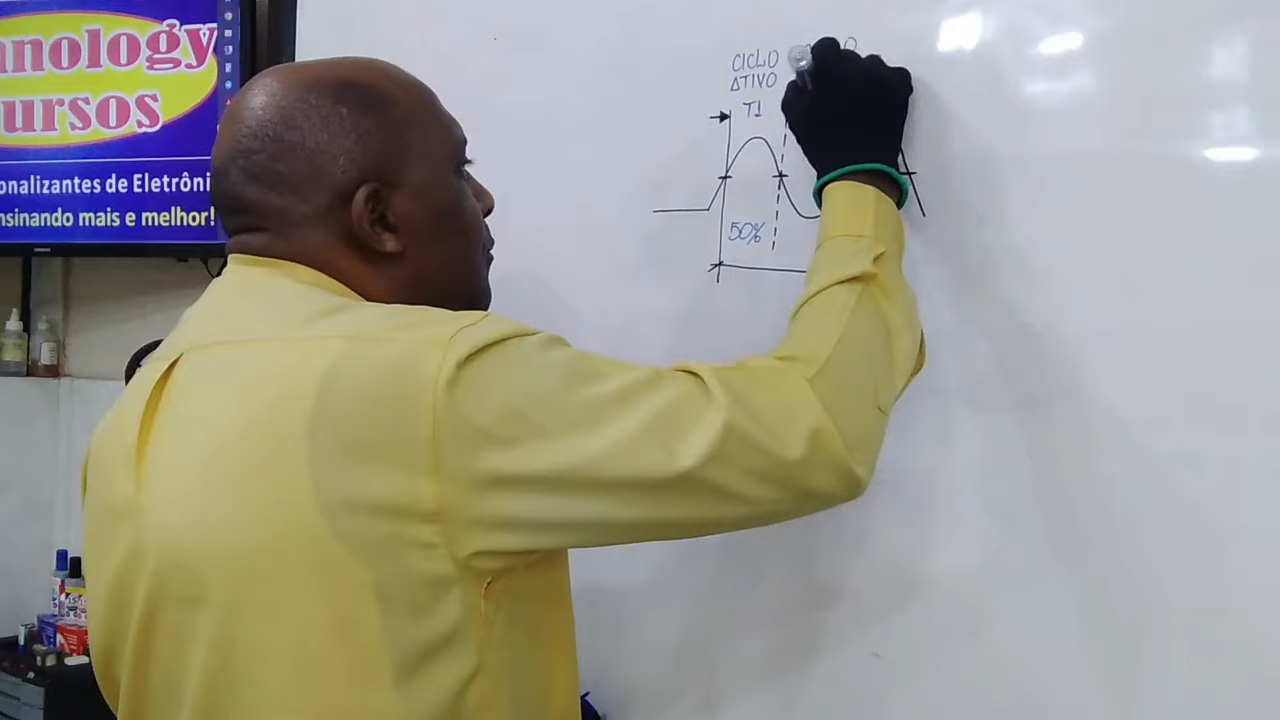 nology
ursos
onalizantes de Eletrôni
nsinando mais e melhor!
CICLO
ATIVO
T1
50%